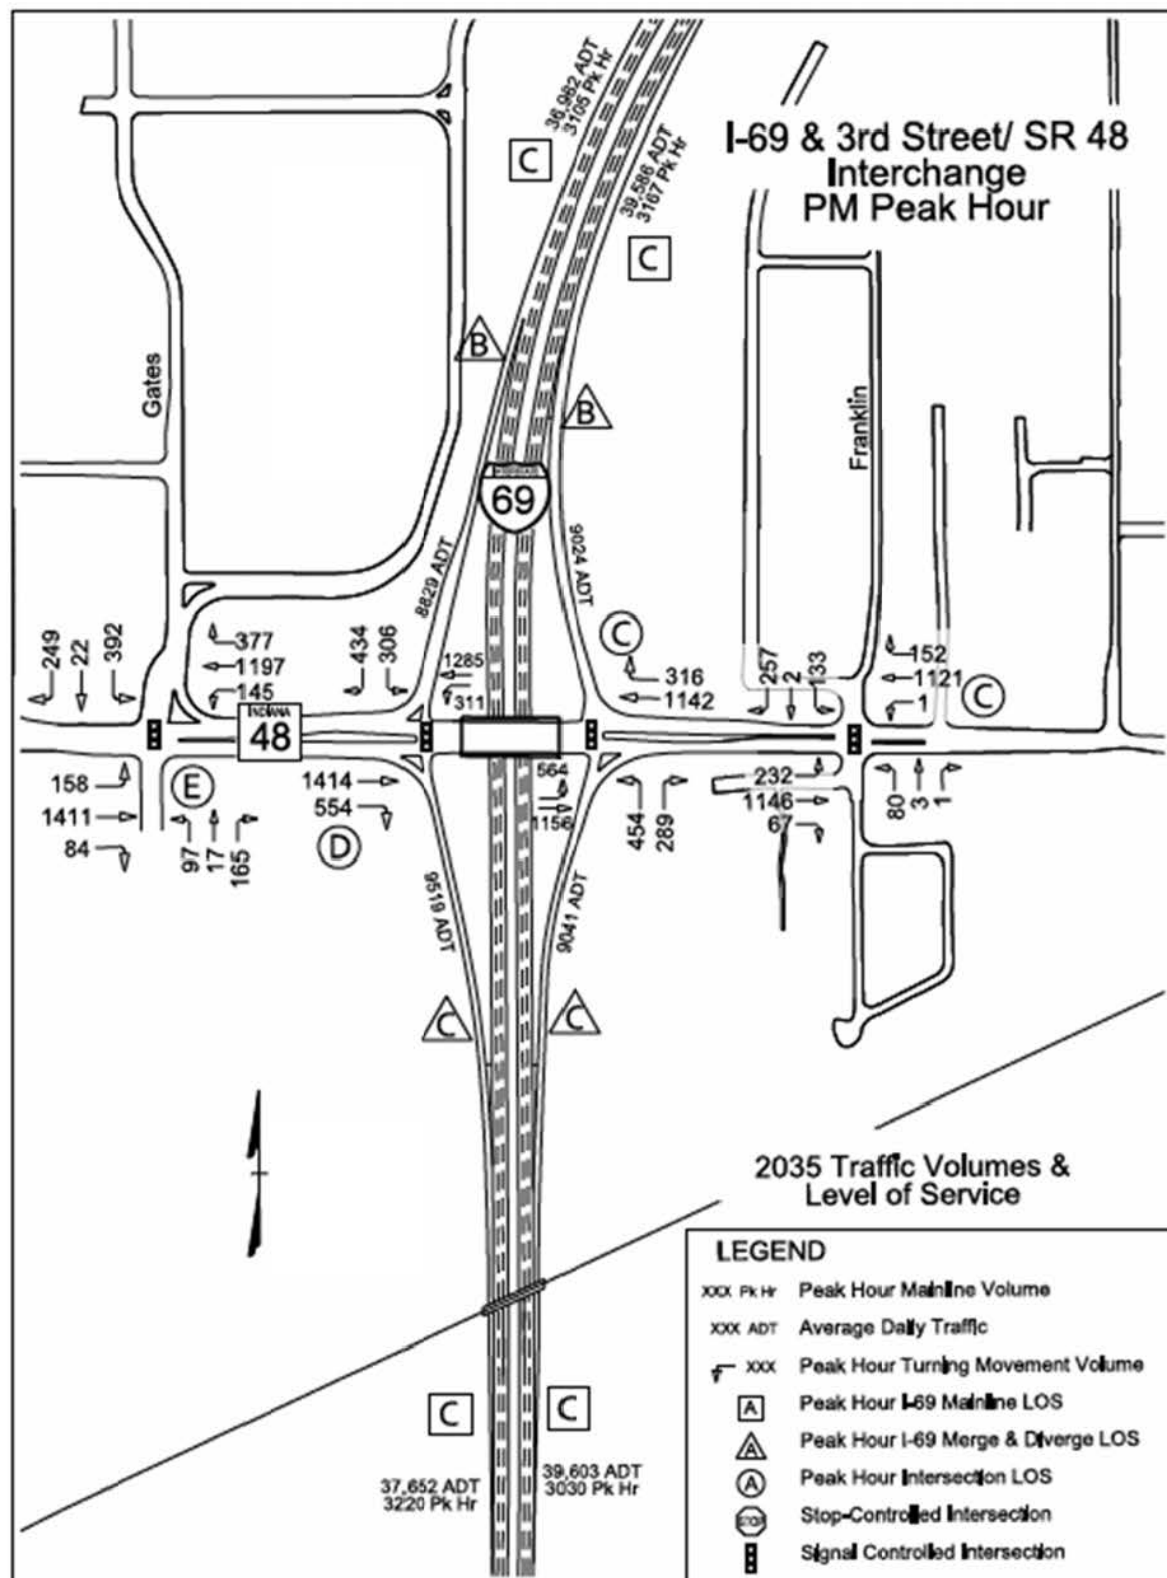 36,982 ADT
3105 Pk Hr
C
39,586 ADT
3167 Pk Hr
C
I-69 & 3rd Street/ SR 48
Interchange
PM Peak Hour
B
B
Gates
Franklin
INTERSTATE
69
8829 ADT
9024 ADT
249
22
392
377
1197
145
434
306
1285
311
C
316
1142
257
2
133
152
1121
1
C
INDIANA
48
158
1411
84
E
97
17
165
1414
554
D
564
1156
454
289
232
1146
67
80
3
1
9519 ADT
9041 ADT
C
C
2035 Traffic Volumes &
Level of Service
C
C
37,652 ADT
3220 Pk Hr
39,603 ADT
3030 Pk Hr
LEGEND
XXX Pk Hr Peak Hour Mainline Volume
XXX ADT Average Daily Traffic
XXX Peak Hour Turning Movement Volume
A Peak Hour I-69 Mainline LOS
A Peak Hour I-69 Merge & Diverge LOS
A Peak Hour Intersection LOS
STOP Stop-Controlled Intersection
Signal Controlled Intersection